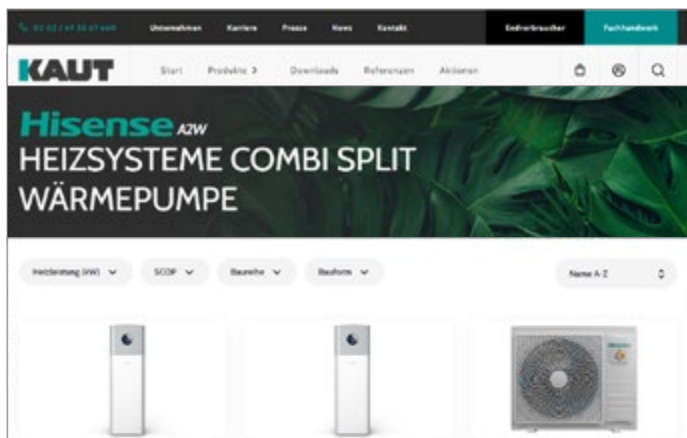 Unternehmen Karriere Presse News Kontakt Endverbraucher Fachhandwerk
KAUT Start Produkte Downloads Referenzen Aktionen
Hisense A2W
HEIZSYSTEME COMBI SPLIT
WÄRMEPUMPE
Heizleistung (kW) SCOP Baureihe Bauform Name A-Z